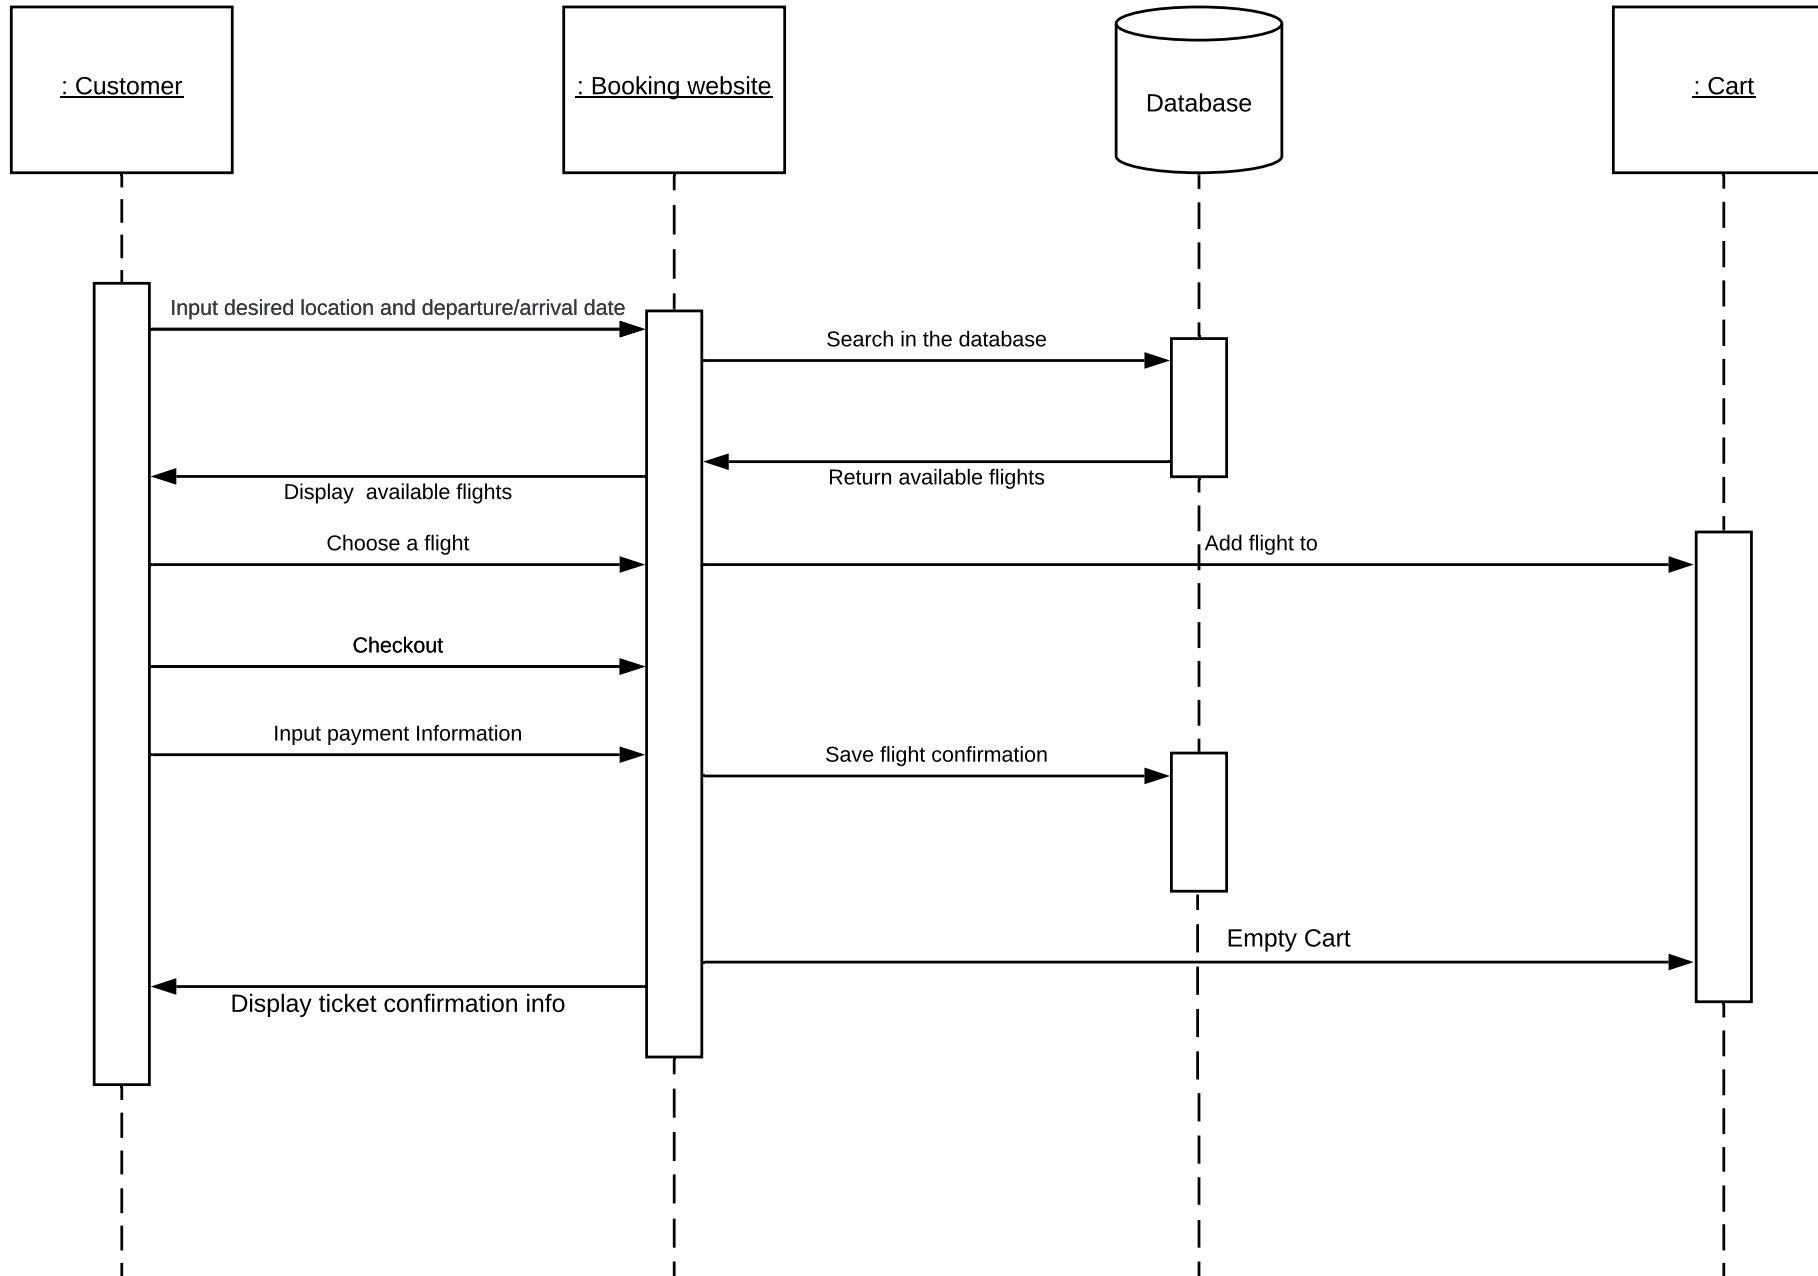 : Customer
: Booking website
Database
: Cart
Input desired location and departure/arrival date
Search in the database
Return available flights
Display  available flights
Choose a flight
Add flight to
Checkout
Input payment Information
Save flight confirmation
Empty Cart
Display ticket confirmation info